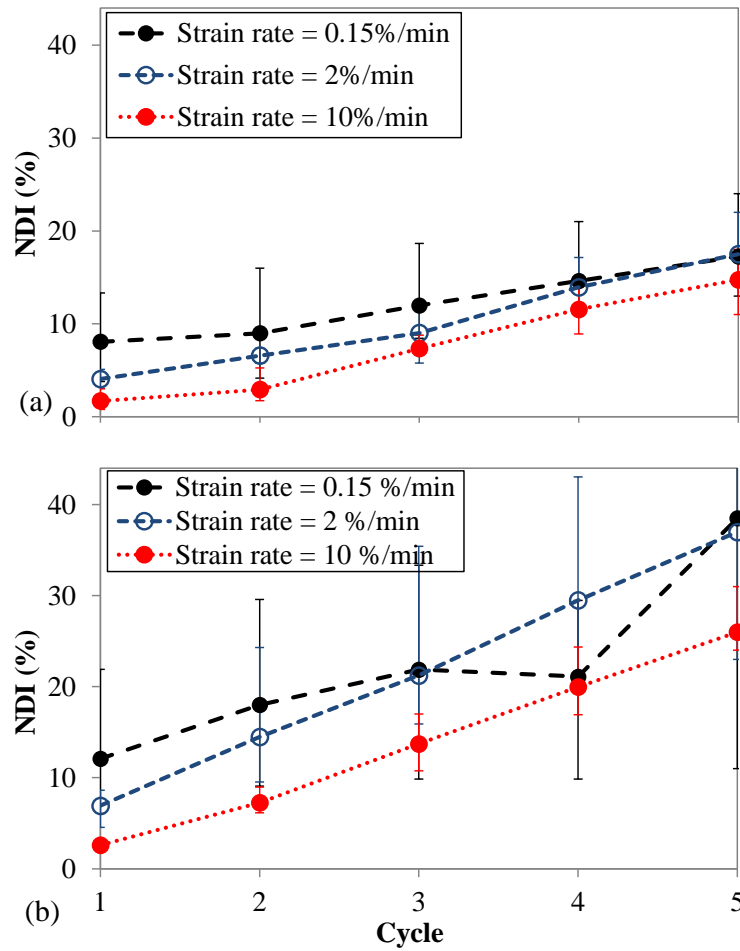 40
30
20
10
0
NDI (%)
Strain rate = 0.15%/min
Strain rate = 2%/min
Strain rate = 10%/min
(a)
40
30
20
10
0
NDI (%)
Strain rate = 0.15 %/min
Strain rate = 2 %/min
Strain rate = 10 %/min
1 2 3 4 5
(b)
Cycle